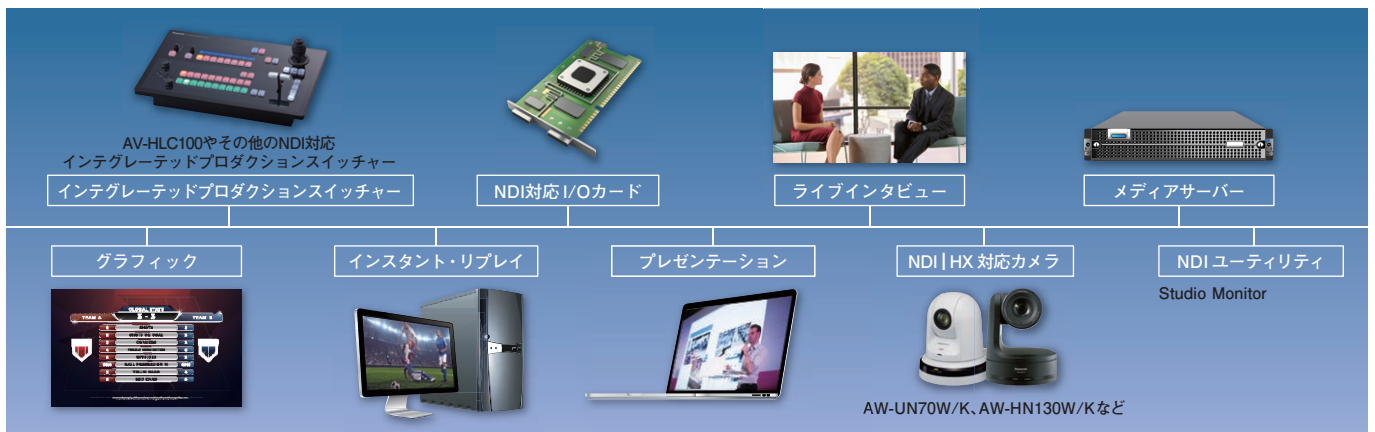 AV-HLC100やその他のNDI対応
インテグレーテッドプロダクションスイッチャー
インテグレーテッドプロダクションスイッチャー
NDI対応 I/Oカード
ライブインタビュー
メディアサーバー
グラフィック
インスタント・リプレイ
プレゼンテーション
NDI|HX 対応カメラ
NDI ユーティリティ
Studio Monitor
GLOBAL STATS
TEAM A
3 - 3
TEAM B
AW-UN70W/K、AW-HN130W/Kなど